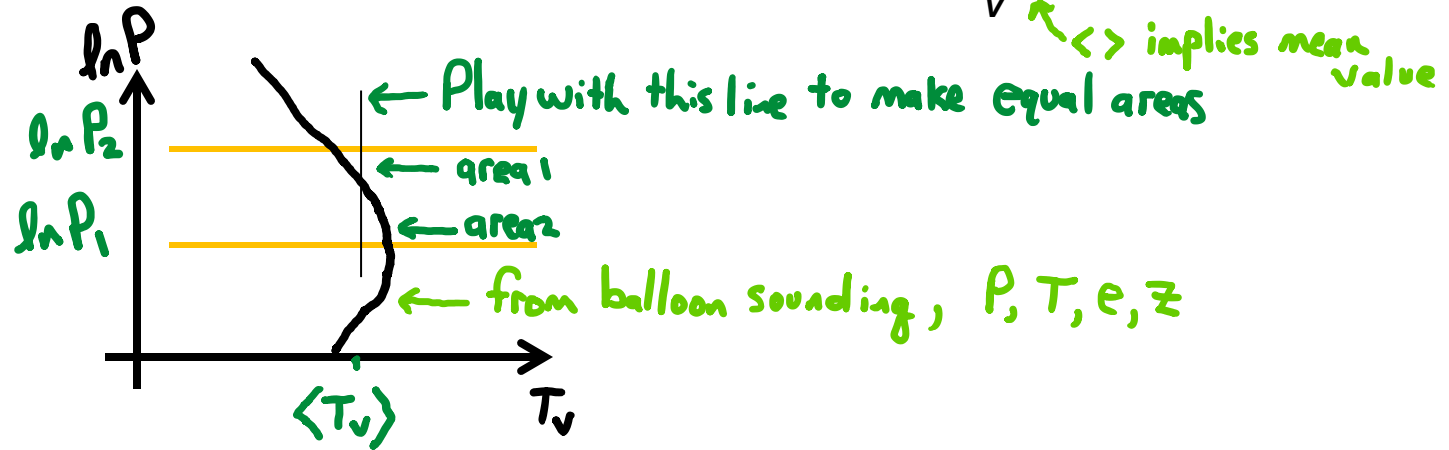 v
<> implies mean
value
ln P
← Play with this line to make equal areas
ln P2
← area 1
ln P1
← area 2
← from balloon sounding, P, T, e, z
<Tv>
Tv